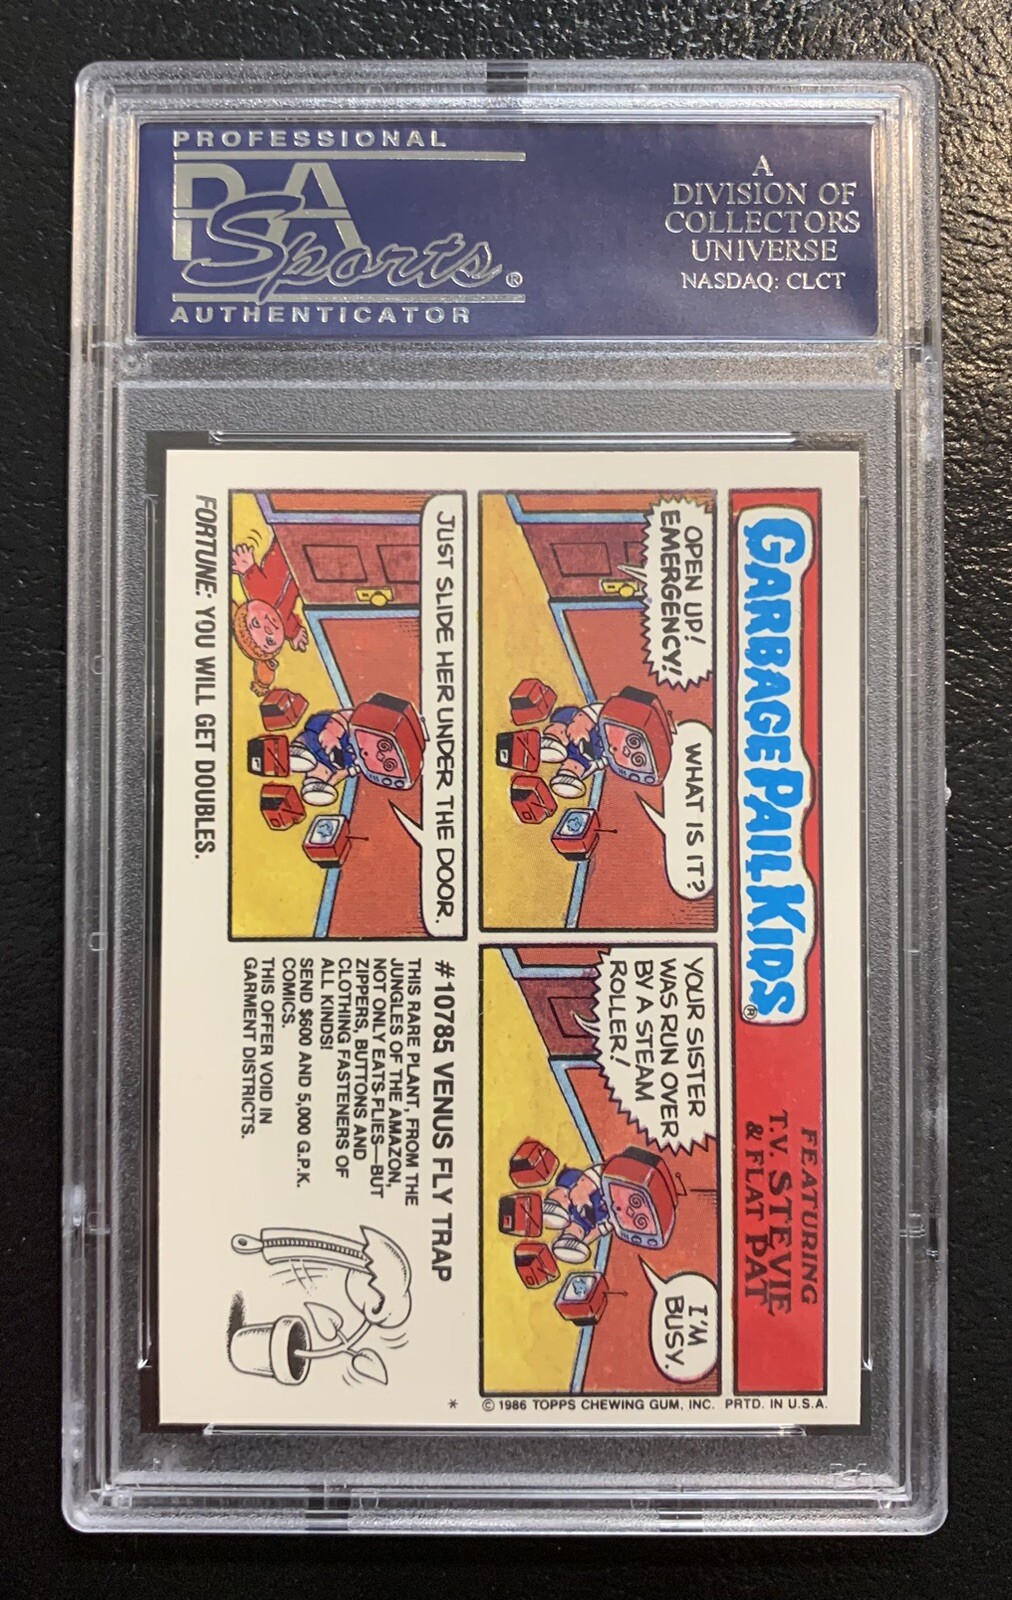 PROFESSIONAL
PSA
Sports®
AUTHENTICATOR
A
DIVISION OF
COLLECTORS
UNIVERSE
NASDAQ: CLCT
GARBAGE PAIL KIDS®
FEATURING
T.V. STEVIE
& FLAT PAT
OPEN UP!
EMERGENCY!
WHAT IS IT?
YOUR SISTER
WAS RUN OVER
BY A STEAM
ROLLER!
I'M
BUSY.
JUST SLIDE HER UNDER THE DOOR.
FORTUNE: YOU WILL GET DOUBLES.
#10785 VENUS FLY TRAP
THIS RARE PLANT, FROM THE
JUNGLES OF THE AMAZON,
NOT ONLY EATS FLIES—BUT
ZIPPERS, BUTTONS AND
CLOTHING FASTENERS OF
ALL KINDS!
SEND $600 AND 5,000 G.P.K.
COMICS.
THIS OFFER VOID IN
GARMENT DISTRICTS.
* © 1986 TOPPS CHEWING GUM, INC. PRTD. IN U.S.A.
PSA